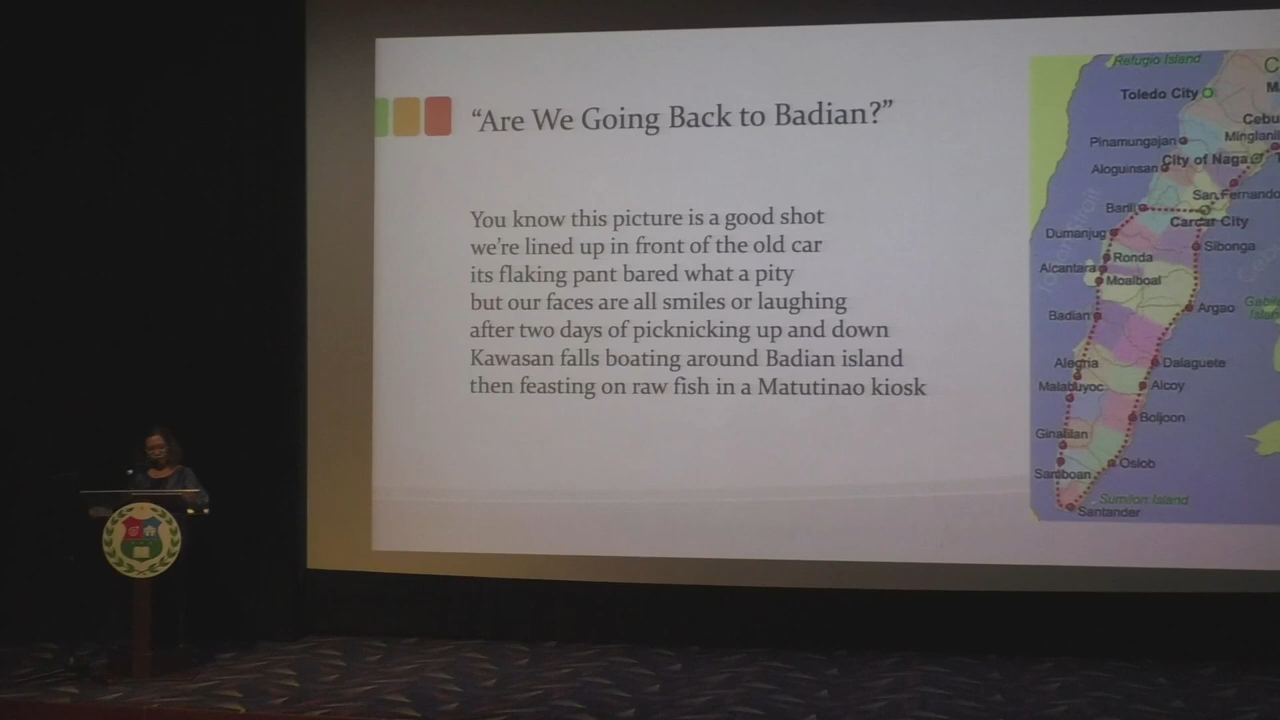 “Are We Going Back to Badian?”
You know this picture is a good shot
we’re lined up in front of the old car
its flaking pant bared what a pity
but our faces are all smiles or laughing
after two days of picknicking up and down
Kawasan falls boating around Badian island
then feasting on raw fish in a Matutinao kiosk
Refugio Island
C
Toledo City
M
Cebu
Pinamungajan
Minglani
City of Naga
T
Aloguinsan
San Fernando
Barili
Carcar City
Dumanjug
Sibonga
Ronda
Alcantara
Moalboal
Argao
Badian
Alegria
Dalaguete
Malabuyoc
Alcoy
Boljoon
Ginatilan
Oslob
Samboan
Sumilon Island
Santander